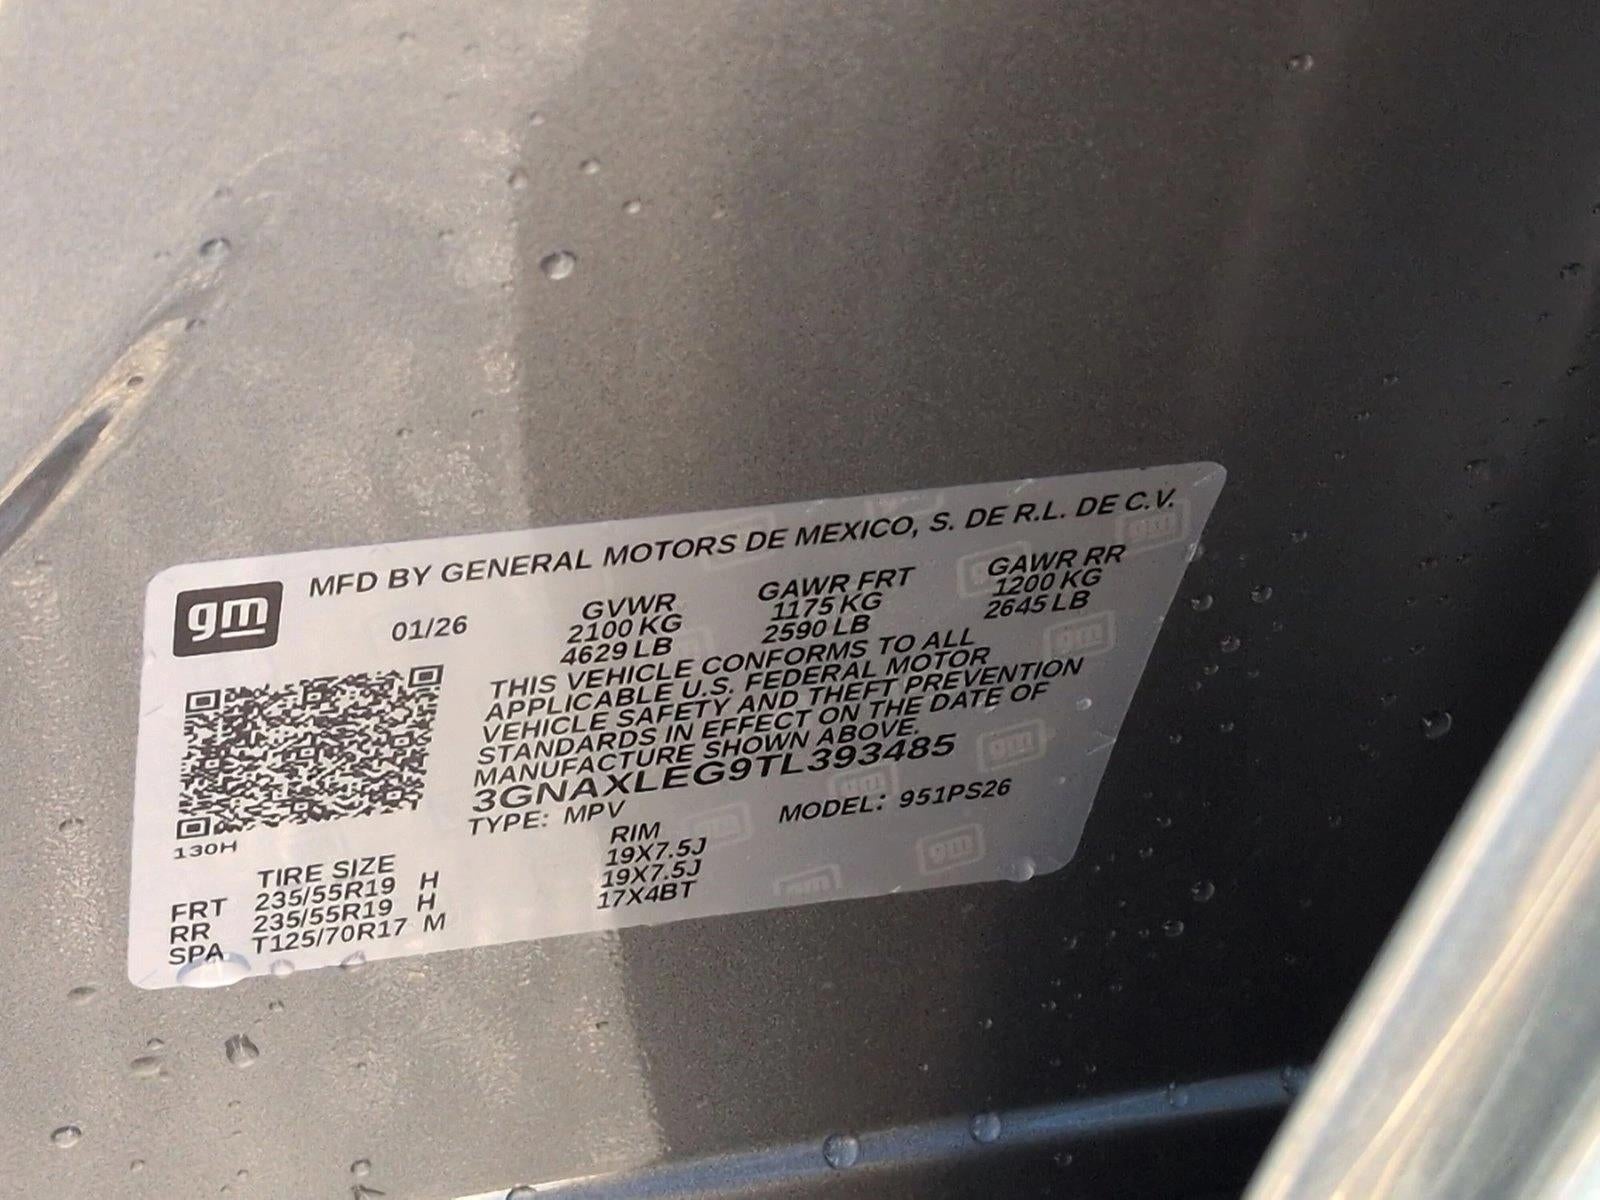 gm
MFD BY GENERAL MOTORS DE MEXICO, S. DE R.L. DE C.V.
01/26
GVWR GAWR FRT GAWR RR
2100 KG 1175 KG 1200 KG
4629 LB 2590 LB 2645 LB
THIS VEHICLE CONFORMS TO ALL
APPLICABLE U.S. FEDERAL MOTOR
VEHICLE SAFETY AND THEFT PREVENTION
STANDARDS IN EFFECT ON THE DATE OF
MANUFACTURE SHOWN ABOVE.
3GNAXLEG9TL393485
TYPE: MPV MODEL: 951PS26
130H
TIRE SIZE RIM
FRT 235/55R19 H 19X7.5J
RR 235/55R19 H 19X7.5J
SPA T125/70R17 M 17X4BT